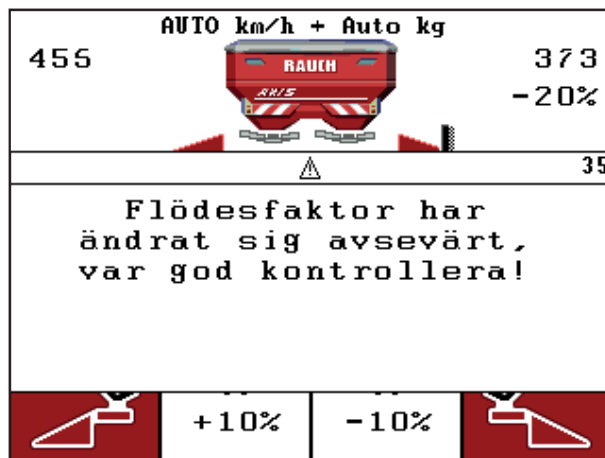 AUTO km/h + Auto kg
455
373
-20%
RAUCH
AXIS
35
Flödesfaktor har
ändrat sig avsevärt,
var god kontrollera!
+10%
-10%